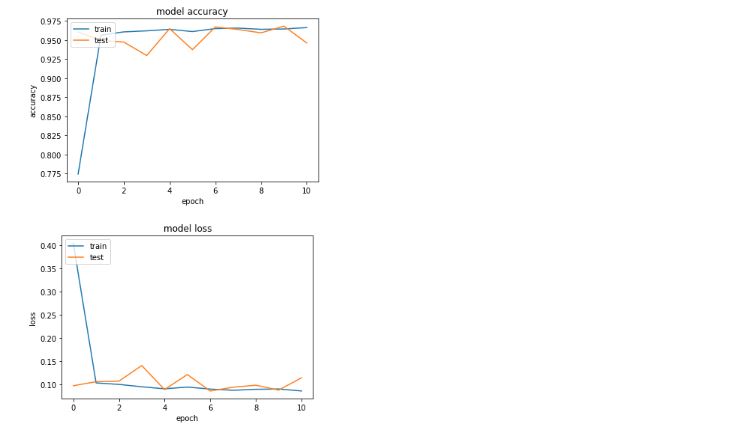 model accuracy
0.975
0.950
0.925
0.900
0.875
0.850
0.825
0.800
0.775
accuracy
train
test
0 2 4 6 8 10
epoch
model loss
0.40
0.35
0.30
0.25
0.20
0.15
0.10
loss
train
test
0 2 4 6 8 10
epoch